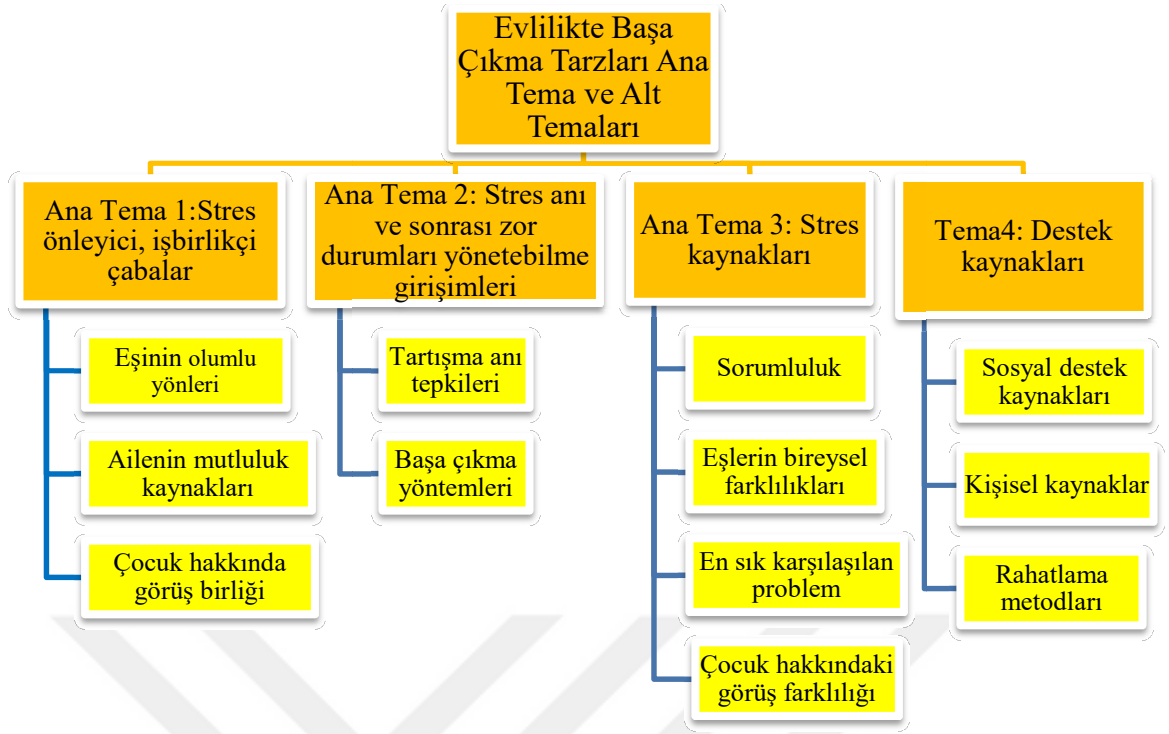 Evlilikte Başa
Çıkma Tarzları Ana
Tema ve Alt
Temaları
Ana Tema 1:Stres
önleyici, işbirlikçi
çabalar
Eşinin olumlu
yönleri
Ailenin mutluluk
kaynakları
Çocuk hakkında
görüş birliği
Ana Tema 2: Stres anı
ve sonrası zor
durumları yönetebilme
girişimleri
Tartışma anı
tepkileri
Başa çıkma
yöntemleri
Ana Tema 3: Stres
kaynakları
Sorumluluk
Eşlerin bireysel
farklılıkları
En sık karşılaşılan
problem
Çocuk hakkındaki
görüş farklılığı
Tema4: Destek
kaynakları
Sosyal destek
kaynakları
Kişisel kaynaklar
Rahatlama
metodları